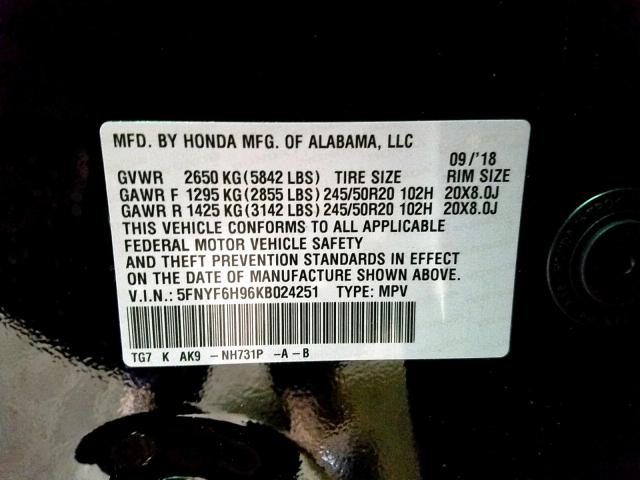 MFD. BY HONDA MFG. OF ALABAMA, LLC
09/'18
GVWR 2650 KG (5842 LBS) TIRE SIZE RIM SIZE
GAWR F 1295 KG (2855 LBS) 245/50R20 102H 20X8.0J
GAWR R 1425 KG (3142 LBS) 245/50R20 102H 20X8.0J
THIS VEHICLE CONFORMS TO ALL APPLICABLE
FEDERAL MOTOR VEHICLE SAFETY
AND THEFT PREVENTION STANDARDS IN EFFECT
ON THE DATE OF MANUFACTURE SHOWN ABOVE.
V.I.N.: 5FNYF6H96KB024251 TYPE: MPV
TG7 K AK9 - NH731P - A - B